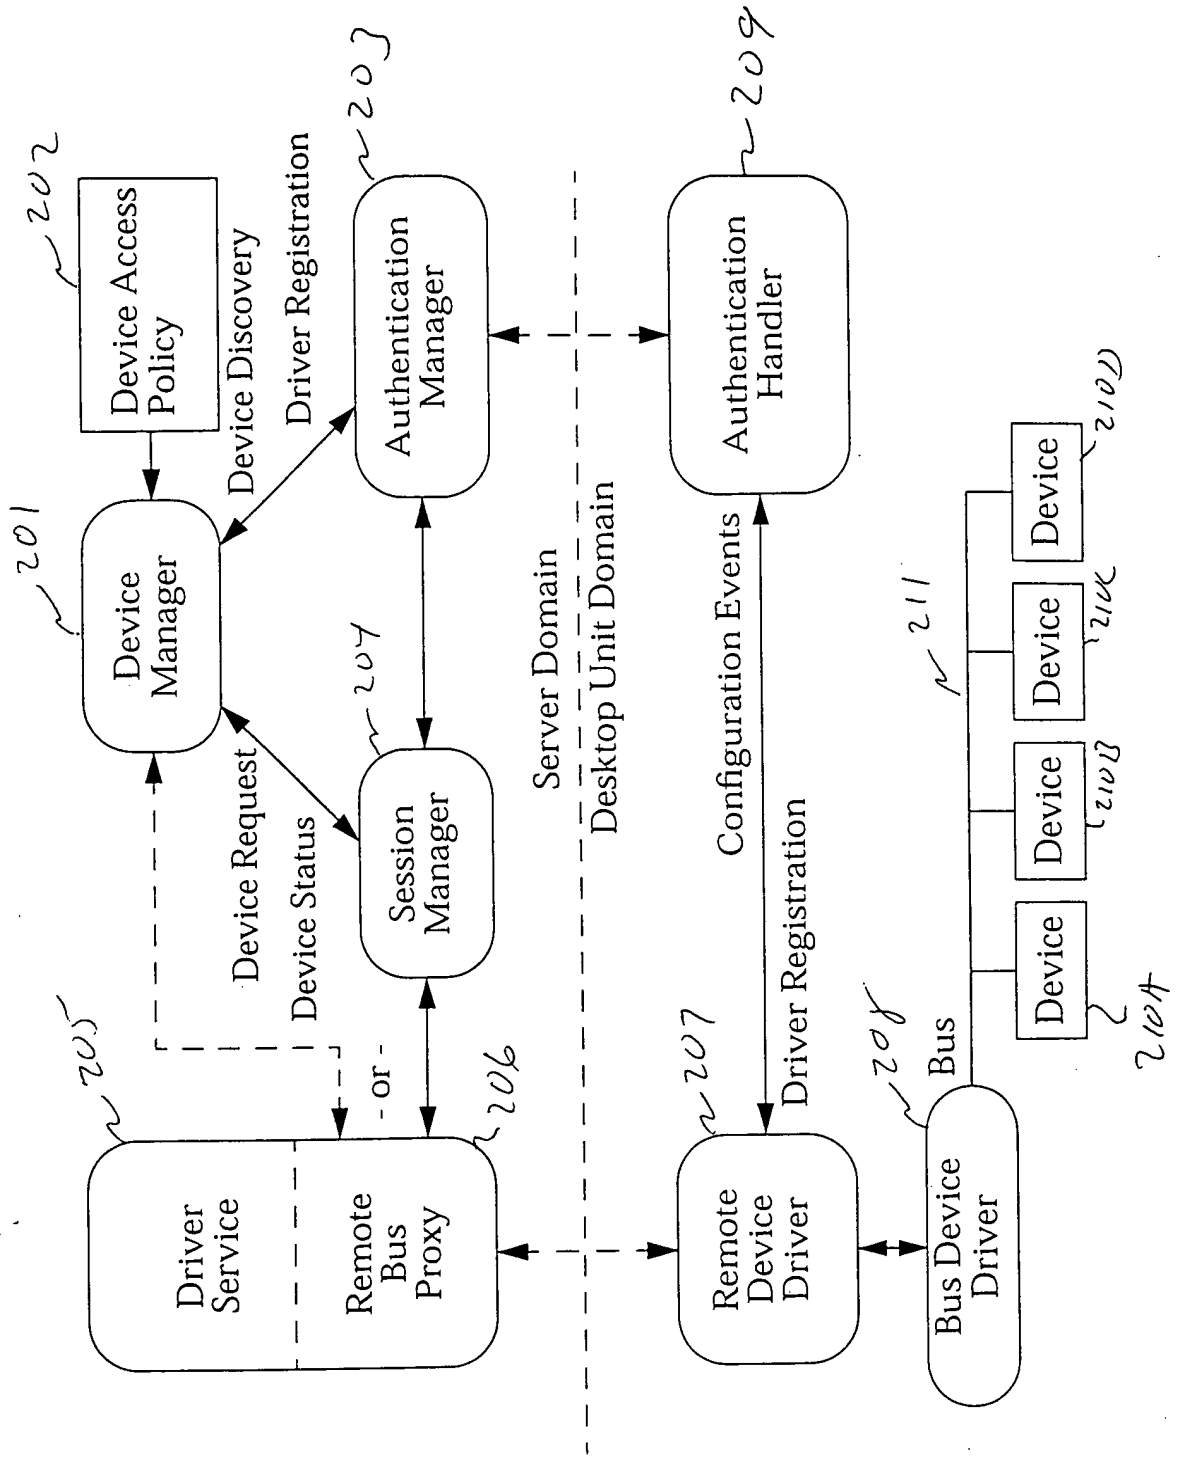 205
Driver
Service
Remote
Bus
Proxy
206
- or -
201
Device
Manager
202
Device Access
Policy
Device Request
Device Status
Device Discovery
Driver Registration
204
Session
Manager
203
Authentication
Manager
Server Domain
Desktop Unit Domain
207
Remote
Device
Driver
Configuration Events
Driver Registration
209
Authentication
Handler
208
Bus Device
Driver
Bus
211
Device
Device
Device
Device
210A
210B
210C
210D